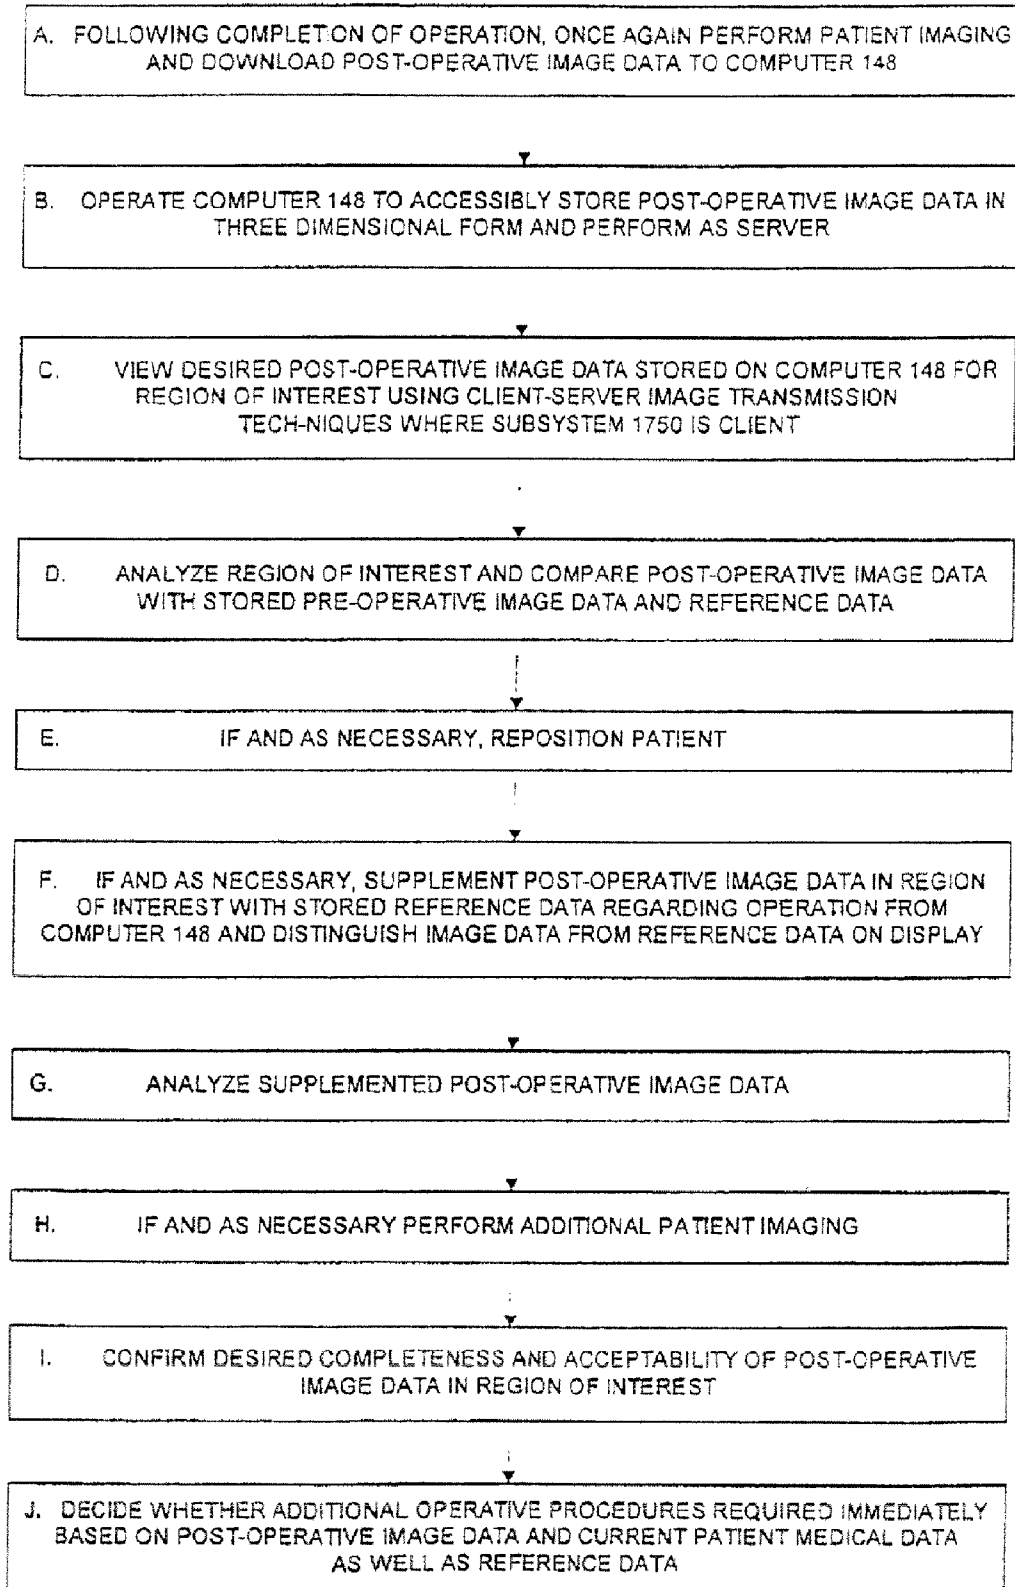 A. FOLLOWING COMPLETION OF OPERATION, ONCE AGAIN PERFORM PATIENT IMAGING
AND DOWNLOAD POST-OPERATIVE IMAGE DATA TO COMPUTER 148
B. OPERATE COMPUTER 148 TO ACCESSIBLY STORE POST-OPERATIVE IMAGE DATA IN
THREE DIMENSIONAL FORM AND PERFORM AS SERVER
C. VIEW DESIRED POST-OPERATIVE IMAGE DATA STORED ON COMPUTER 148 FOR
REGION OF INTEREST USING CLIENT-SERVER IMAGE TRANSMISSION
TECH-NIQUES WHERE SUBSYSTEM 1750 IS CLIENT
D. ANALYZE REGION OF INTEREST AND COMPARE POST-OPERATIVE IMAGE DATA
WITH STORED PRE-OPERATIVE IMAGE DATA AND REFERENCE DATA
E. IF AND AS NECESSARY, REPOSITION PATIENT
F. IF AND AS NECESSARY, SUPPLEMENT POST-OPERATIVE IMAGE DATA IN REGION
OF INTEREST WITH STORED REFERENCE DATA REGARDING OPERATION FROM
COMPUTER 148 AND DISTINGUISH IMAGE DATA FROM REFERENCE DATA ON DISPLAY
G. ANALYZE SUPPLEMENTED POST-OPERATIVE IMAGE DATA
H. IF AND AS NECESSARY PERFORM ADDITIONAL PATIENT IMAGING
I. CONFIRM DESIRED COMPLETENESS AND ACCEPTABILITY OF POST-OPERATIVE
IMAGE DATA IN REGION OF INTEREST
J. DECIDE WHETHER ADDITIONAL OPERATIVE PROCEDURES REQUIRED IMMEDIATELY
BASED ON POST-OPERATIVE IMAGE DATA AND CURRENT PATIENT MEDICAL DATA
AS WELL AS REFERENCE DATA